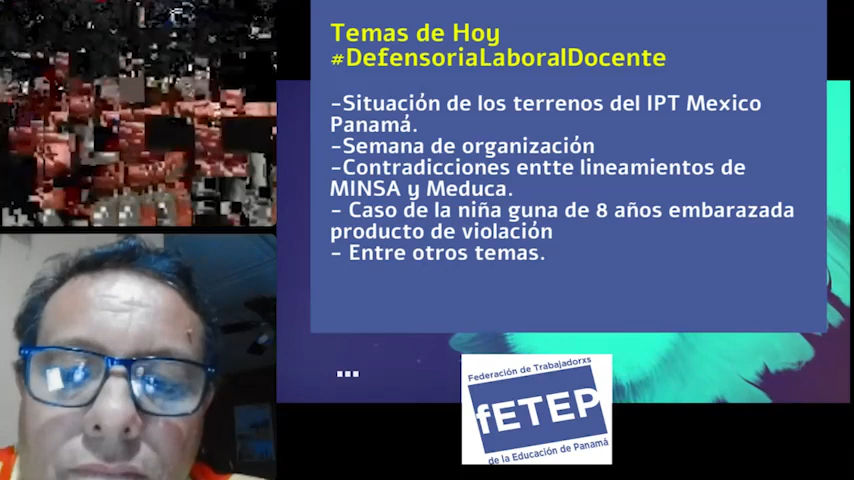 Temas de Hoy
#DefensoriaLaboralDocente
-Situación de los terrenos del IPT Mexico
Panamá.
-Semana de organización
-Contradicciones entte lineamientos de
MINSA y Meduca.
- Caso de la niña guna de 8 años embarazada
producto de violación
- Entre otros temas.
...
Federación de Trabajadorxs
fETEP
de la Educación de Panamá